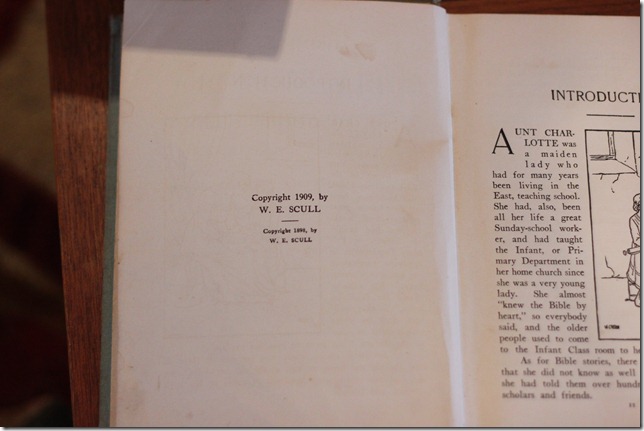 Copyright 1909, by
W. E. SCULL
Copyright 1898, by
W. E. SCULL
INTRODUCTI
AUNT CHAR-
LOTTE was
a maiden
lady who
had for many years
been living in the
East, teaching school.
She had, also, been
all her life a great
Sunday-school work-
er, and had taught
the Infant, or Pri-
mary Department in
her home church since
she was a very young
lady. She almost
"knew the Bible by
heart," so everybody
said, and the older
people used to come
to the Infant Class room to he
As for Bible stories, there
that she did not know as well
she had told them over hund
scholars and friends.